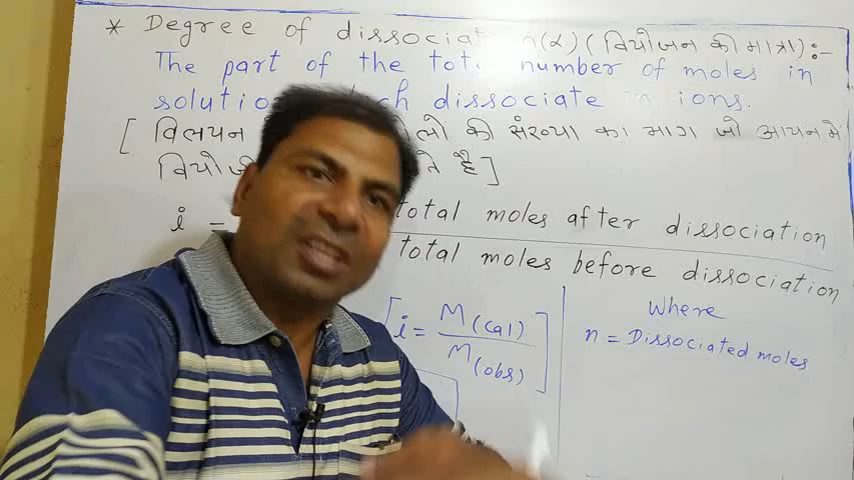 * Degree of dissociat n(α) (वियोजन की मात्रा):-
The part of the tot number of moles in
solutio ch dissociate in ions.
[ विलयन लों की संख्या का भाग जो आयन में
वियोजि ते है ]
i = total moles after dissociation
total moles before dissociation
[ i = M(cal) / M(obs) ]
Where
n = Dissociated moles